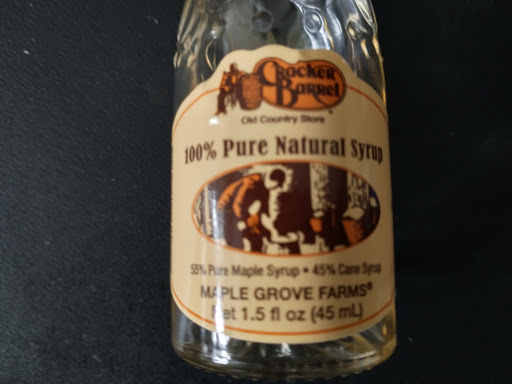 Cracker
Barrel
Old Country Store
100% Pure Natural Syrup
55% Pure Maple Syrup • 45% Cane Syrup
MAPLE GROVE FARMS®
Net 1.5 fl oz (45 mL)